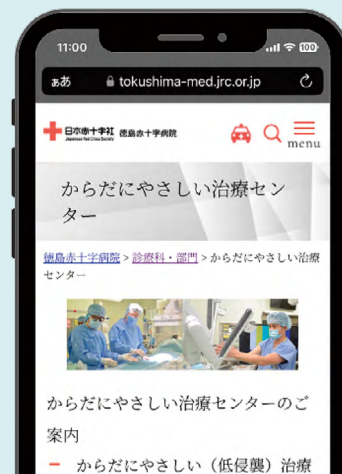 11:00
100
ぁあ tokushima-med.jrc.or.jp
日本赤十字社 徳島赤十字病院
Japanese Red Cross Society
menu
からだにやさしい治療セン
ター
徳島赤十字病院 > 診療科・部門 > からだにやさしい治療
センター
からだにやさしい治療センターのご
案内
からだにやさしい（低侵襲）治療